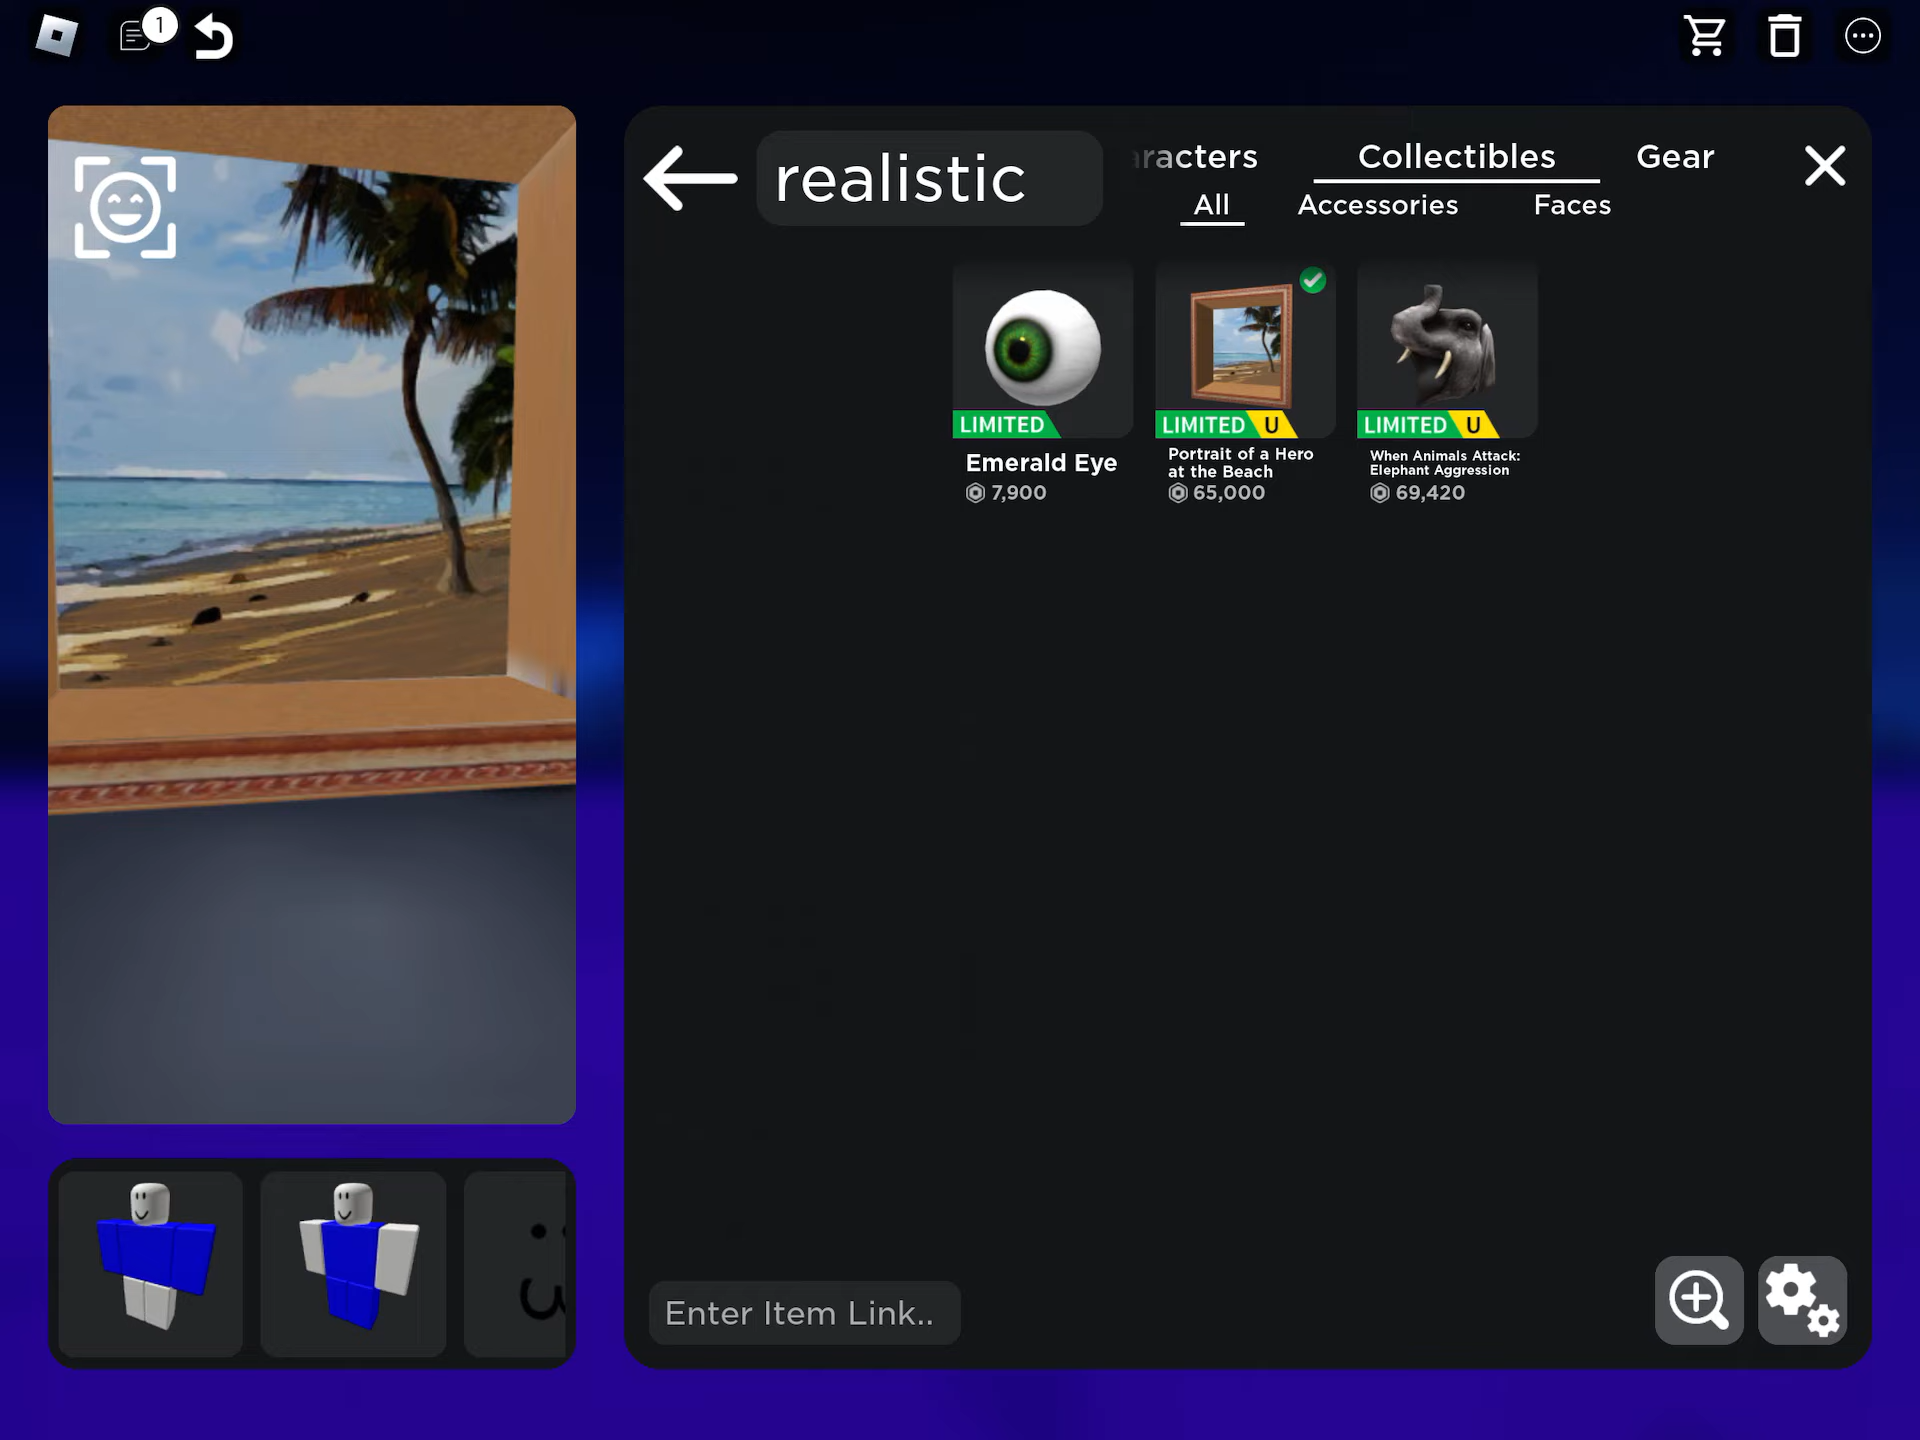 1
realistic
aracters
Collectibles
Gear
All
Accessories
Faces
LIMITED
Emerald Eye
7,900
LIMITED U
Portrait of a Hero
at the Beach
65,000
LIMITED U
When Animals Attack:
Elephant Aggression
69,420
Enter Item Link..